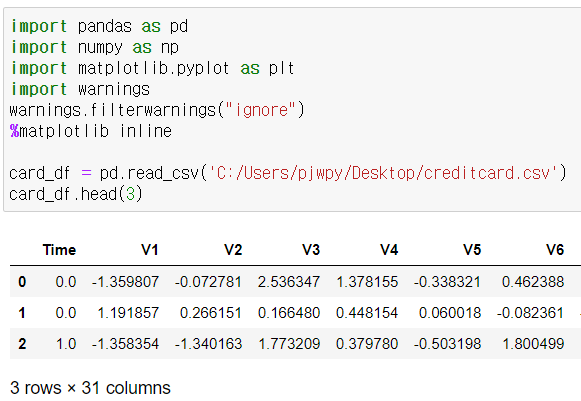 import pandas as pd
import numpy as np
import matplotlib.pyplot as plt
import warnings
warnings.filterwarnings("ignore")
%matplotlib inline
card_df = pd.read_csv('C:/Users/pjwpy/Desktop/creditcard.csv')
card_df.head(3)
Time V1 V2 V3 V4 V5 V6
0 0.0 -1.359807 -0.072781 2.536347 1.378155 -0.338321 0.462388
1 0.0 1.191857 0.266151 0.166480 0.448154 0.060018 -0.082361
2 1.0 -1.358354 -1.340163 1.773209 0.379780 -0.503198 1.800499
3 rows × 31 columns